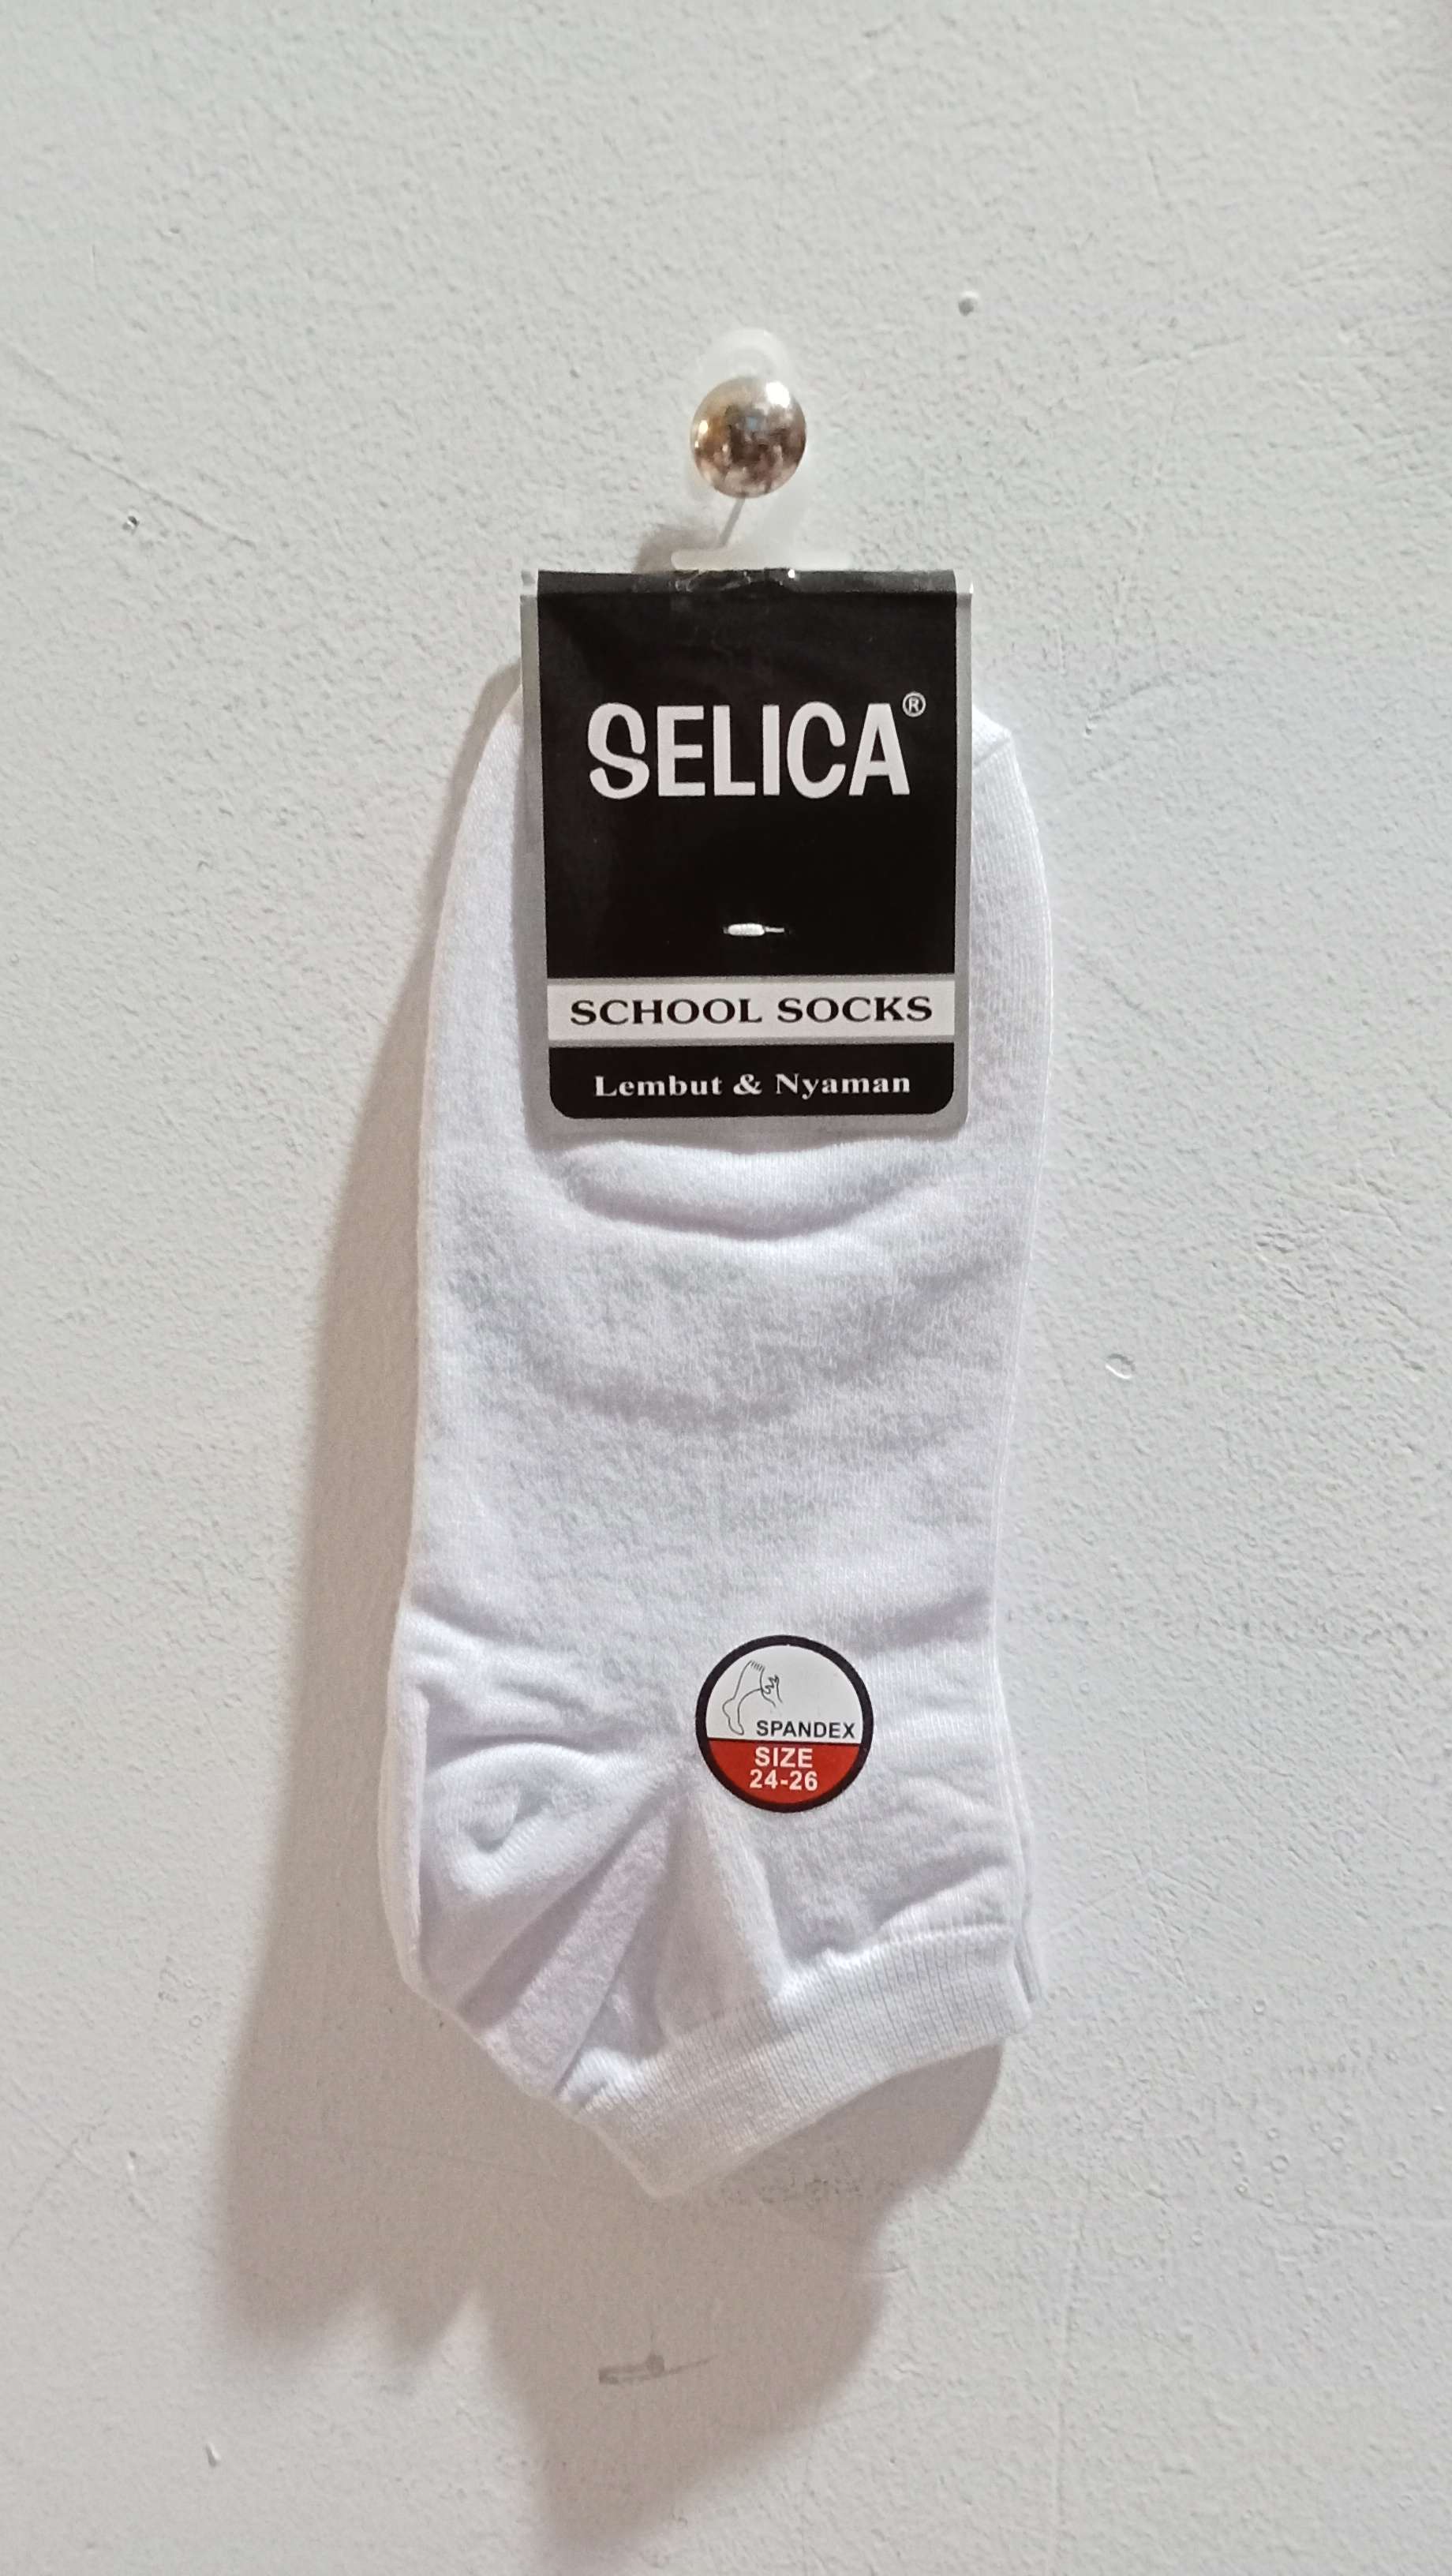 SELICA®
SCHOOL SOCKS
Lembut & Nyaman
SPANDEX
SIZE
24-26